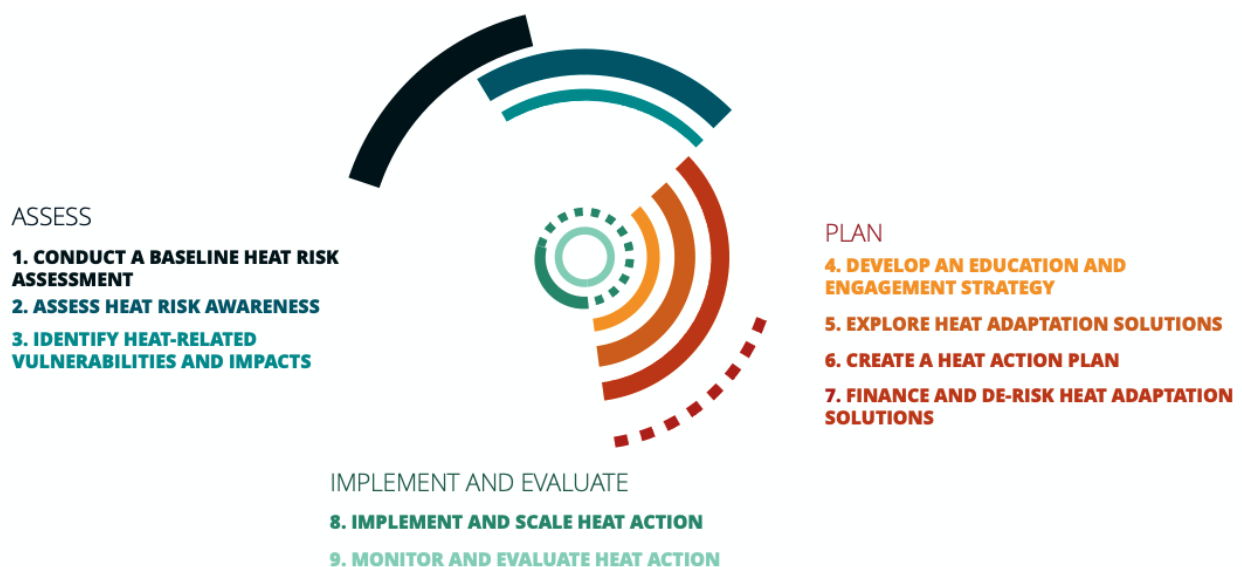 ASSESS
1. CONDUCT A BASELINE HEAT RISK
ASSESSMENT
2. ASSESS HEAT RISK AWARENESS
3. IDENTIFY HEAT-RELATED
VULNERABILITIES AND IMPACTS
PLAN
4. DEVELOP AN EDUCATION AND
ENGAGEMENT STRATEGY
5. EXPLORE HEAT ADAPTATION SOLUTIONS
6. CREATE A HEAT ACTION PLAN
7. FINANCE AND DE-RISK HEAT ADAPTATION
SOLUTIONS
IMPLEMENT AND EVALUATE
8. IMPLEMENT AND SCALE HEAT ACTION
9. MONITOR AND EVALUATE HEAT ACTION